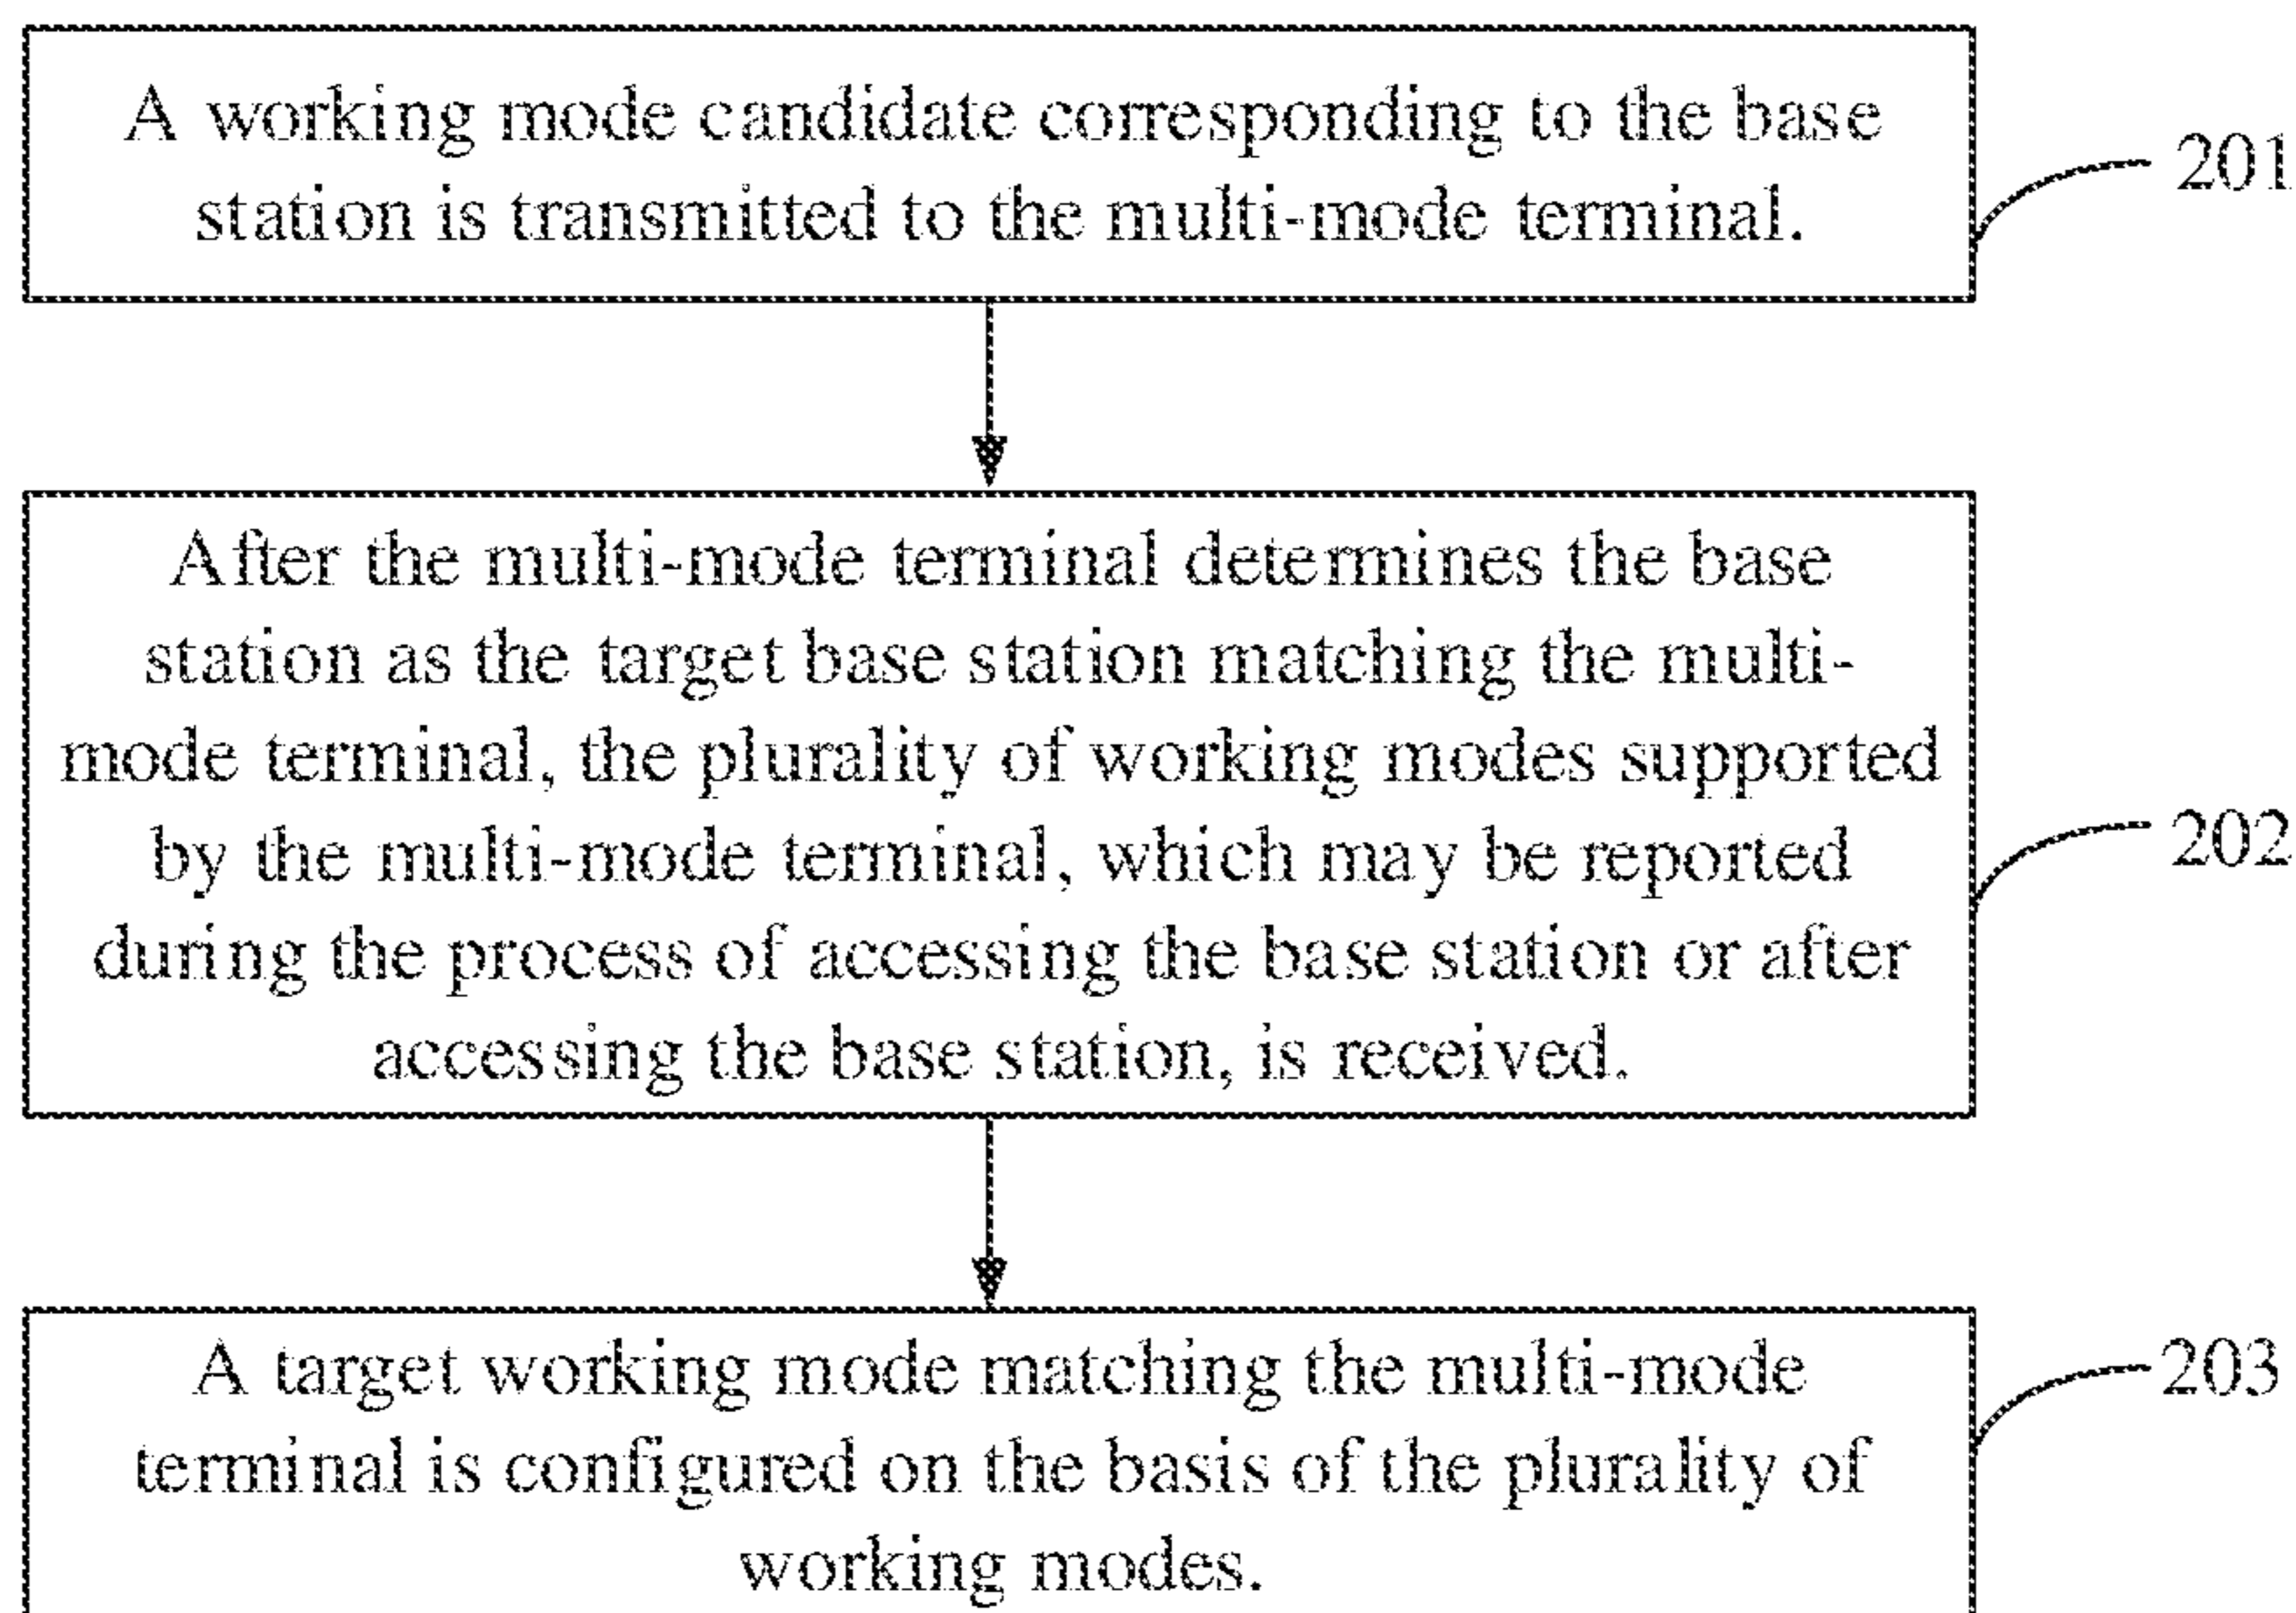 A working mode candidate corresponding to the base
station is transmitted to the multi-mode terminal.
201
After the multi-mode terminal determines the base
station as the target base station matching the multi-
mode terminal, the plurality of working modes supported
by the multi-mode terminal, which may be reported
during the process of accessing the base station or after
accessing the base station, is received.
202
A target working mode matching the multi-mode
terminal is configured on the basis of the plurality of
working modes.
203